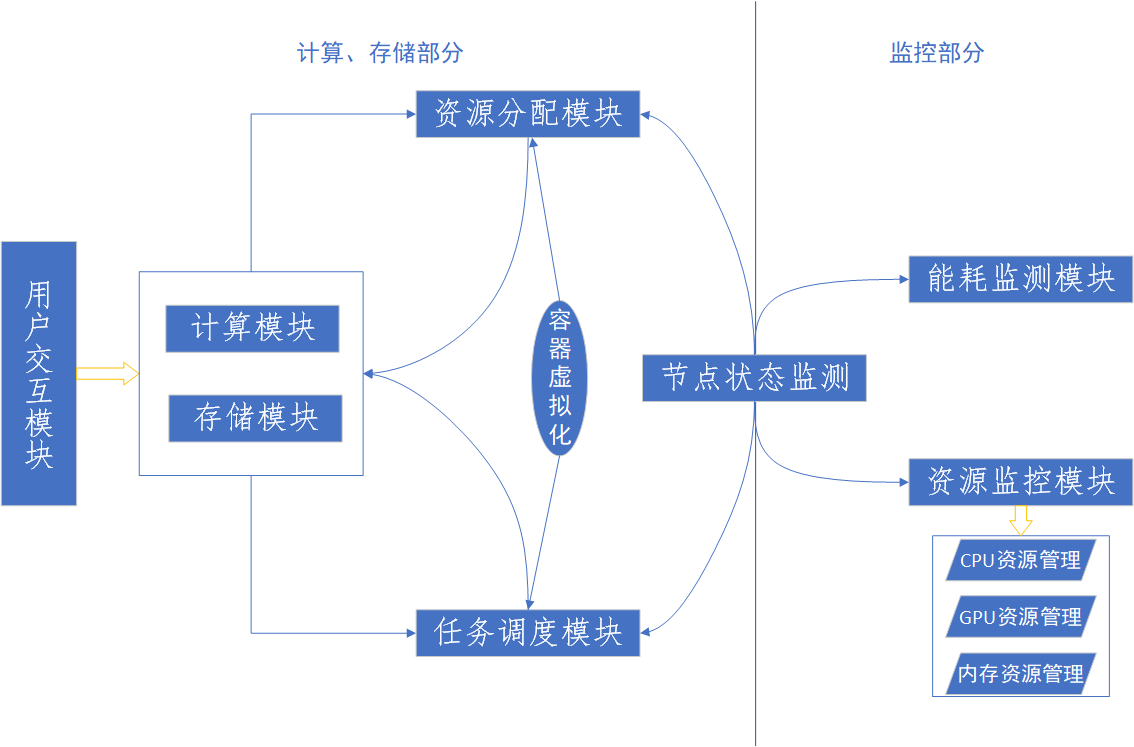 计算、存储部分
监控部分
资源分配模块
用户交互模块
计算模块
存储模块
容器虚拟化
节点状态监测
能耗监测模块
资源监控模块
CPU资源管理
GPU资源管理
内存资源管理
任务调度模块